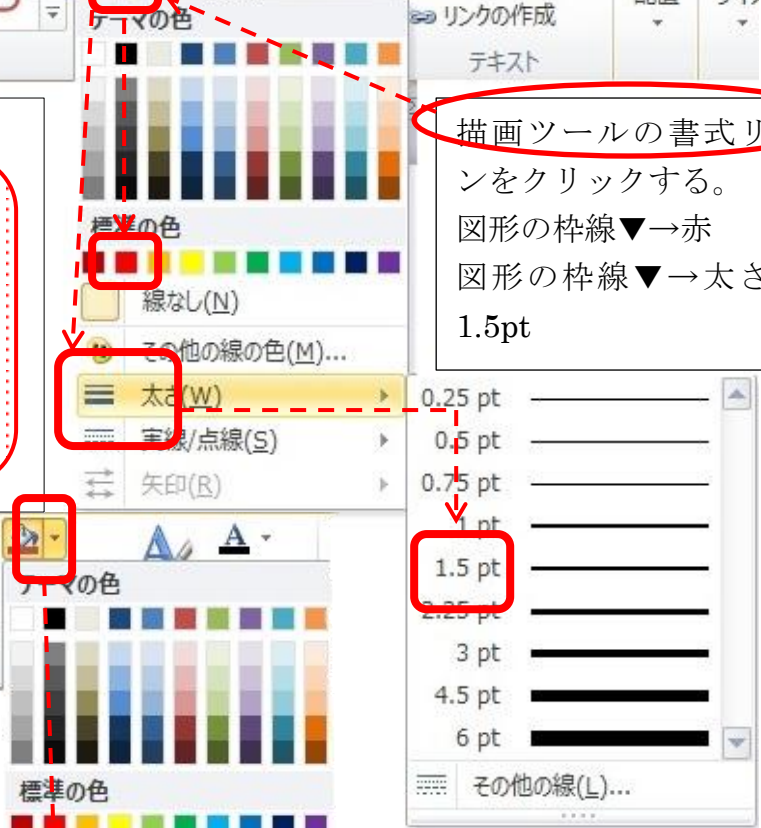 テーマの色
リンクの作成
テキスト
描画ツールの書式リ
ンをクリックする。
図形の枠線▼→赤
図形の枠線▼→太さ
1.5pt
標準の色
線なし(N)
その他の線の色(M)...
太さ(W)
実線/点線(S)
矢印(R)
0.25 pt
0.5 pt
0.75 pt
1 pt
1.5 pt
2.25 pt
3 pt
4.5 pt
6 pt
その他の線(L)...
A A
テーマの色
標準の色